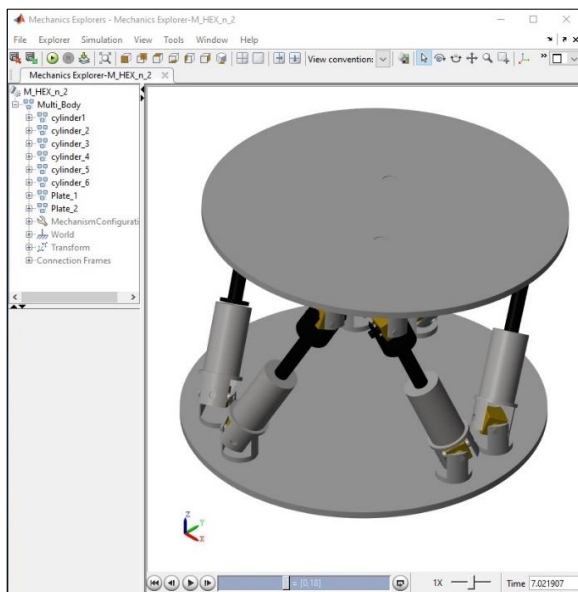 Mechanics Explorers - Mechanics Explorer-M_HEX_n_2
File Explorer Simulation View Tools Window Help
View convention:
Mechanics Explorer-M_HEX_n_2
M_HEX_n_2
Multi_Body
cylinder1
cylinder_2
cylinder_3
cylinder_4
cylinder_5
cylinder_6
Plate_1
Plate_2
MechanismConfigurati
World
Transform
Connection Frames
Z
Y
X
= [0,18]
1X
Time 7.021907